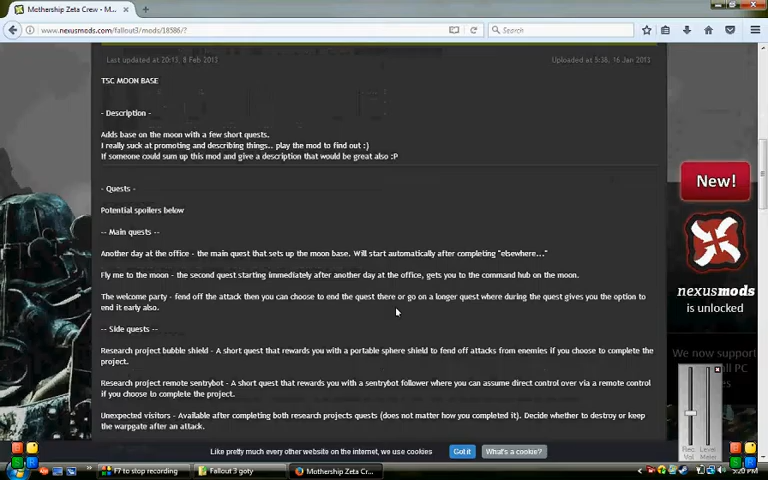 Mothership Zeta Crew - M...
www.nexusmods.com/fallout3/mods/18586/?
Search
Last updated at 20:13, 8 Feb 2013
Uploaded at 5:38, 16 Jan 2013
TSC MOON BASE
- Description -
Adds base on the moon with a few short quests.
I really suck at promoting and describing things.. play the mod to find out :)
If someone could sum up this mod and give a description that would be great also :P
- Quests -
Potential spoilers below
-- Main quests --
Another day at the office - the main quest that sets up the moon base. Will start automatically after completing "elsewhere..."
Fly me to the moon - the second quest starting immediately after another day at the office, gets you to the command hub on the moon.
The welcome party - fend off the attack then you can choose to end the quest there or go on a longer quest where during the quest gives you the option to
end it early also.
-- Side quests --
Research project bubble shield - A short quest that rewards you with a portable sphere shield to fend off attacks from enemies if you choose to complete the
project.
Research project remote sentrybot - A short quest that rewards you with a sentrybot follower where you can assume direct control over via a remote control
if you choose to complete the project.
Unexpected visitors - Available after completing both research projects quests (does not matter how you completed it). Decide whether to destroy or keep
the warpgate after an attack.
New!
nexusmods
is unlocked
We now support
Rec. Vol
Level Meter
Like pretty much every other website on the internet, we use cookies
Got it
What's a cookie?
Start
F7 to stop recording
Fallout 3 goty
Mothership Zeta Cre...
5:20 PM